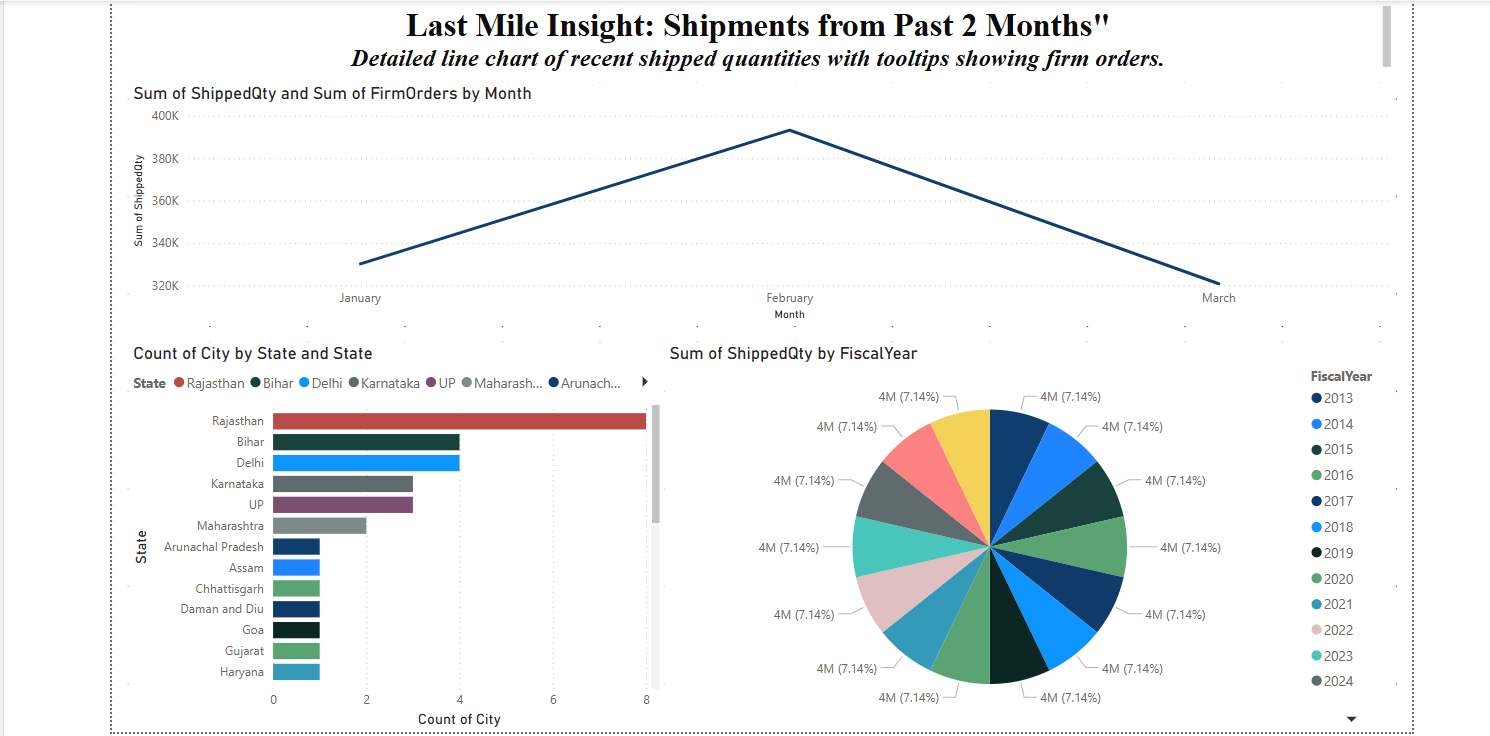 Last Mile Insight: Shipments from Past 2 Months"
Detailed line chart of recent shipped quantities with tooltips showing firm orders.
Sum of ShippedQty and Sum of FirmOrders by Month
Sum of ShippedQty
400K
380K
360K
340K
320K
January February March
Month
Count of City by State and State
State Rajasthan Bihar Delhi Karnataka UP Maharash... Arunach...
State
Rajasthan
Bihar
Delhi
Karnataka
UP
Maharashtra
Arunachal Pradesh
Assam
Chhattisgarh
Daman and Diu
Goa
Gujarat
Haryana
0 2 4 6 8
Count of City
Sum of ShippedQty by FiscalYear
4M (7.14%) 4M (7.14%)
4M (7.14%) 4M (7.14%)
4M (7.14%) 4M (7.14%)
4M (7.14%) 4M (7.14%)
4M (7.14%) 4M (7.14%)
4M (7.14%) 4M (7.14%)
4M (7.14%) 4M (7.14%)
FiscalYear
2013
2014
2015
2016
2017
2018
2019
2020
2021
2022
2023
2024